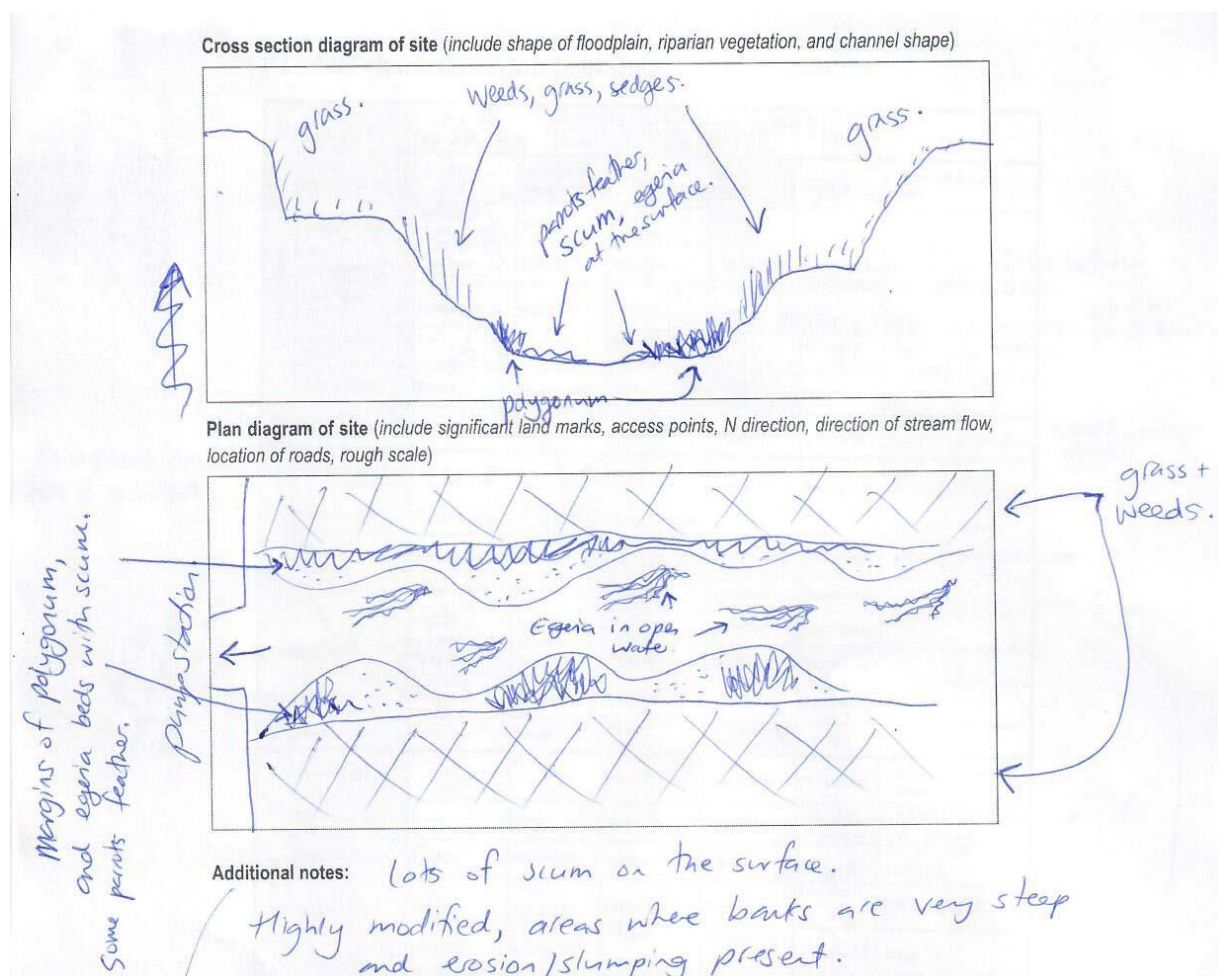 Cross section diagram of site (include shape of floodplain, riparian vegetation, and channel shape)
Weeds, grass, sedges.
grass.
grass.
parrots feather,
scum, egeria
at the surface.
polygonum
Plan diagram of site (include significant land marks, access points, N direction, direction of stream flow,
location of roads, rough scale)
grass +
weeds.
Margins of polygonum,
and egeria beds with scum.
Some parrots feather.
pumpstation
Egeria in open
water.
Additional notes: lots of scum on the surface.
Highly modified, areas where banks are very steep
and erosion/slumping present.